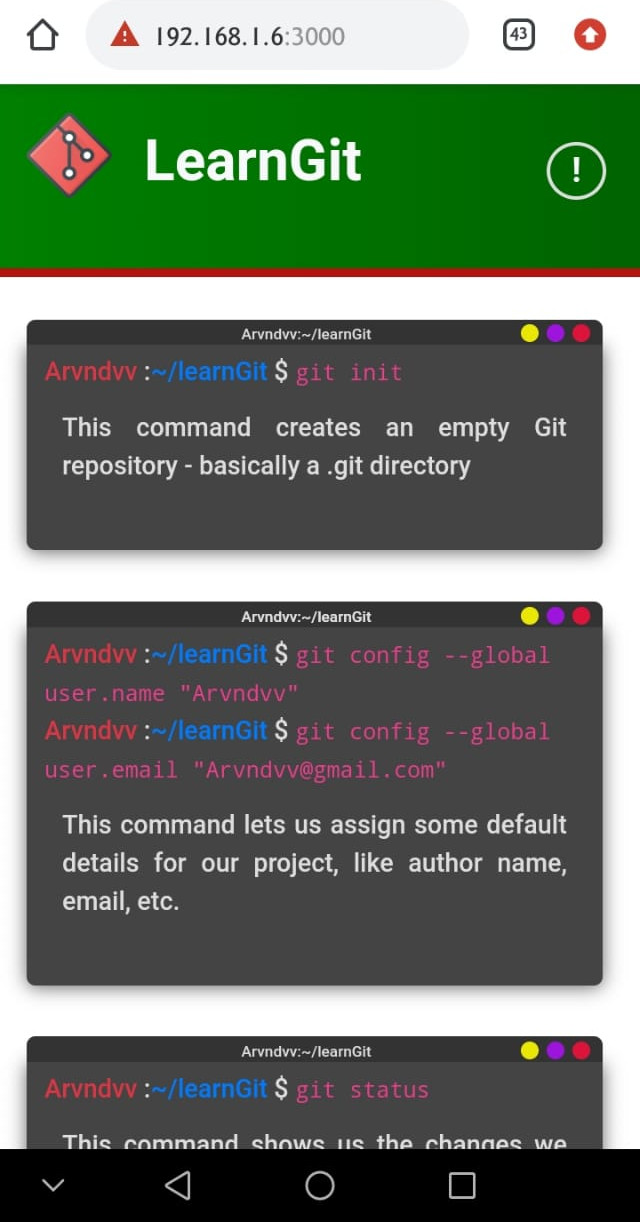 192.168.1.6:3000
43
LearnGit
!
Arvndvv:~/learnGit
Arvndvv :~/learnGit $ git init
This command creates an empty Git
repository - basically a .git directory
Arvndvv:~/learnGit
Arvndvv :~/learnGit $ git config --global
user.name "Arvndvv"
Arvndvv :~/learnGit $ git config --global
user.email "Arvndvv@gmail.com"
This command lets us assign some default
details for our project, like author name,
email, etc.
Arvndvv:~/learnGit
Arvndvv :~/learnGit $ git status
This command shows us the changes we